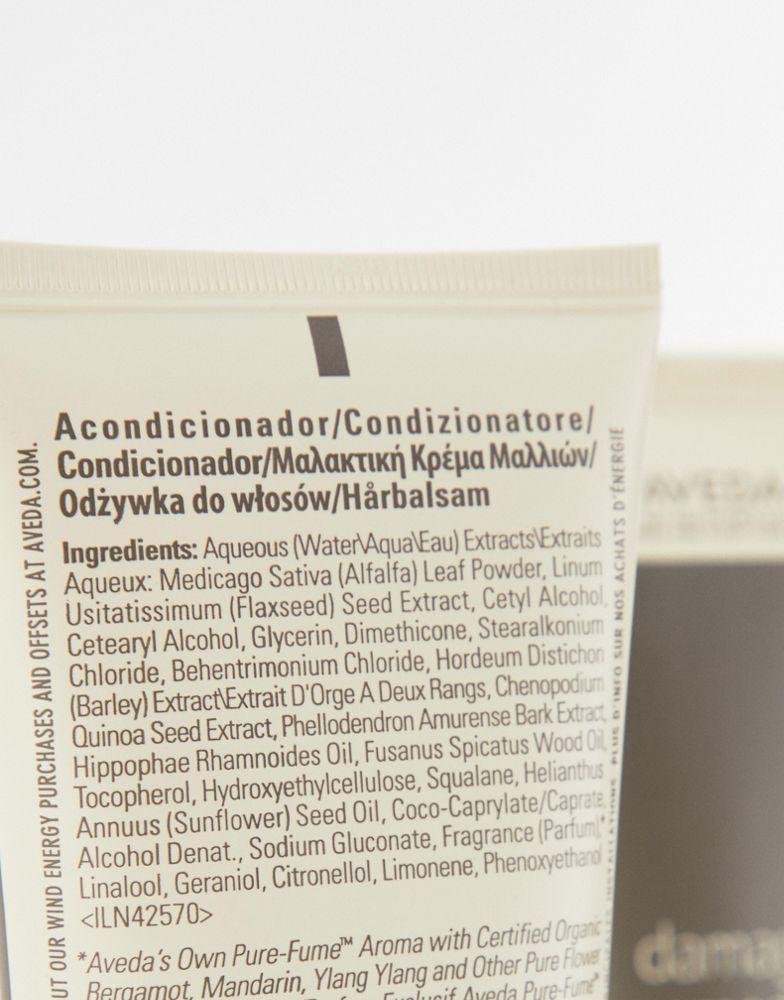 Acondicionador/Condizionatore/
Condicionador/Μαλακτική Κρέμα Μαλλιών/
Odżywka do włosów/Hårbalsam
Ingredients: Aqueous (Water\Aqua\Eau) Extracts\Extraits
Aqueux: Medicago Sativa (Alfalfa) Leaf Powder, Linum
Usitatissimum (Flaxseed) Seed Extract, Cetyl Alcohol,
Cetearyl Alcohol, Glycerin, Dimethicone, Stearalkonium
Chloride, Behentrimonium Chloride, Hordeum Distichon
(Barley) Extract\Extrait D'Orge A Deux Rangs, Chenopodium
Quinoa Seed Extract, Phellodendron Amurense Bark Extract,
Hippophae Rhamnoides Oil, Fusanus Spicatus Wood Oil,
Tocopherol, Hydroxyethylcellulose, Squalane, Helianthus
Annuus (Sunflower) Seed Oil, Coco-Caprylate/Caprate,
Alcohol Denat., Sodium Gluconate, Fragrance (Parfum),*
Linalool, Geraniol, Citronellol, Limonene, Phenoxyethanol
<ILN42570>
*Aveda's Own Pure-Fume™ Aroma with Certified Organic
Bergamot, Mandarin, Ylang Ylang and Other Pure Flower
Exclusif Aveda Pure-Fume™
OUR WIND ENERGY PURCHASES AND OFFSETS AT AVEDA.COM.
INSTALLATIONS. PLUS D'INFO SUR NOS ACHATS D'ÉNERGIE
AVEDA